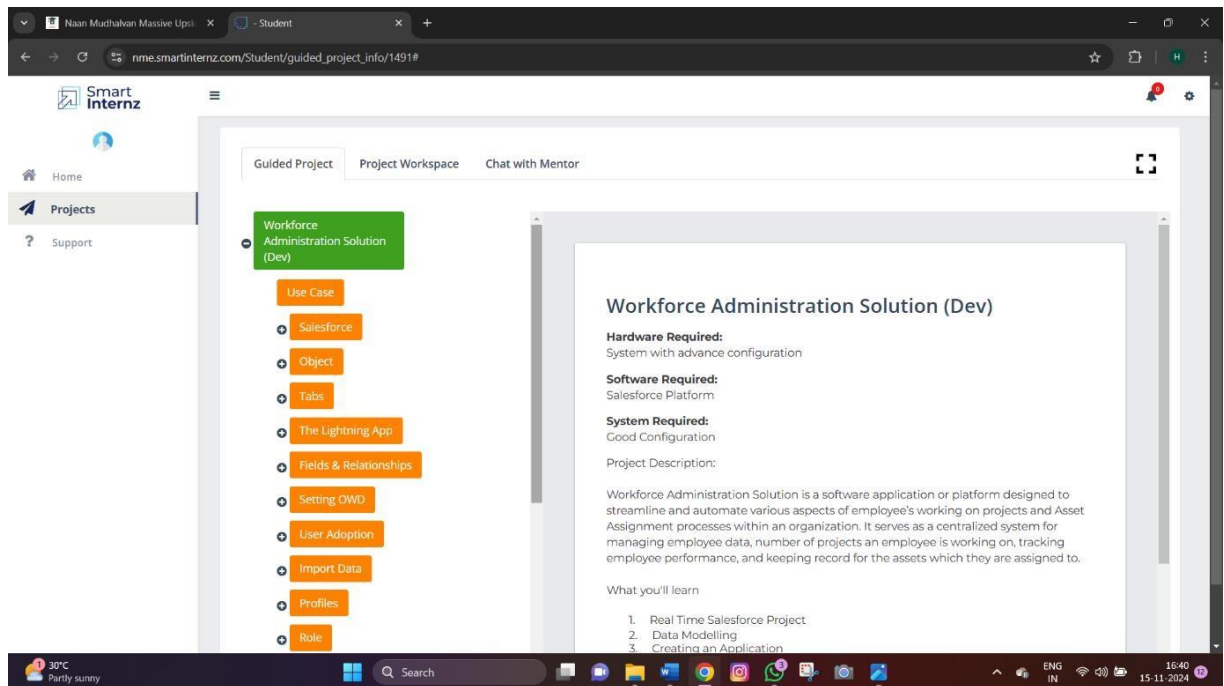 Naan Mudhalvan Massive Upsk
- Student
nme.smartinternz.com/Student/guided_project_info/1491#
H
Smart
Internz
0
Guided Project
Project Workspace
Chat with Mentor
Home
Projects
Support
Workforce
Administration Solution
(Dev)
Use Case
Salesforce
Object
Tabs
The Lightning App
Fields & Relationships
Setting OWD
User Adoption
Import Data
Profiles
Role
Workforce Administration Solution (Dev)
Hardware Required:
System with advance configuration
Software Required:
Salesforce Platform
System Required:
Good Configuration
Project Description:
Workforce Administration Solution is a software application or platform designed to
streamline and automate various aspects of employee's working on projects and Asset
Assignment processes within an organization. It serves as a centralized system for
managing employee data, number of projects an employee is working on, tracking
employee performance, and keeping record for the assets which they are assigned to.
What you'll learn
1. Real Time Salesforce Project
2. Data Modelling
3. Creating an Application
1
30°C
Partly sunny
Search
ENG
IN
16:40
15-11-2024
12